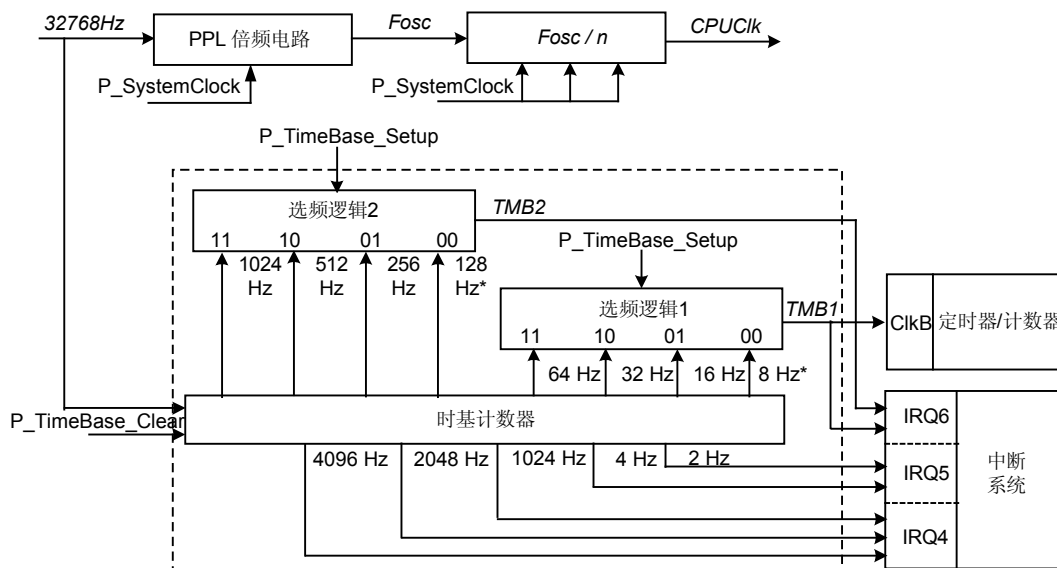 32768Hz
PPL 倍频电路
Fosc
Fosc / n
CPUClk
P_SystemClock
P_SystemClock
P_TimeBase_Setup
选频逻辑2
11 10 01 00
TMB2
1024 Hz
512 Hz
256 Hz
128 Hz*
P_TimeBase_Setup
选频逻辑1
11 10 01 00
TMB1
ClkB
定时器/计数器
64 Hz
32 Hz
16 Hz
8 Hz*
P_TimeBase_Clear
时基计数器
4096 Hz
2048 Hz
1024 Hz
4 Hz
2 Hz
IRQ6
IRQ5
IRQ4
中断
系统